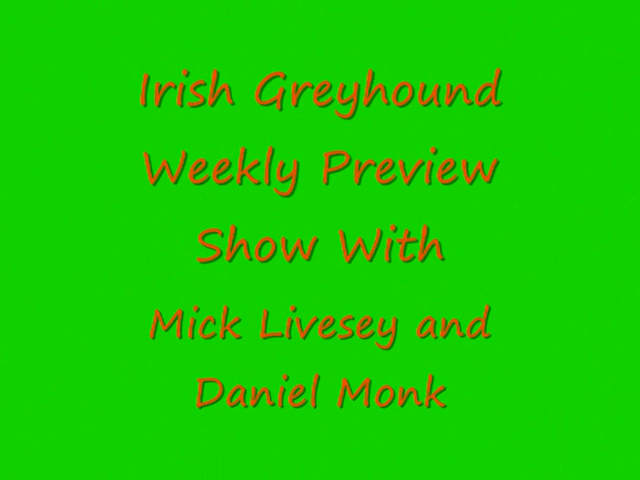 Irish Greyhound
Weekly Preview
Show With
Mick Livesey and
Daniel Monk